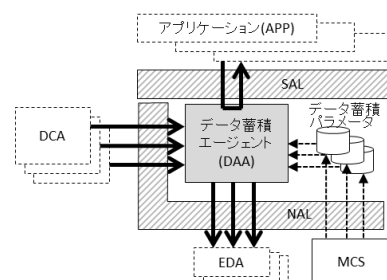 アプリケーション(APP)
SAL
データ蓄積
パラメータ
データ蓄積
エージェント
(DAA)
DCA
NAL
EDA
MCS